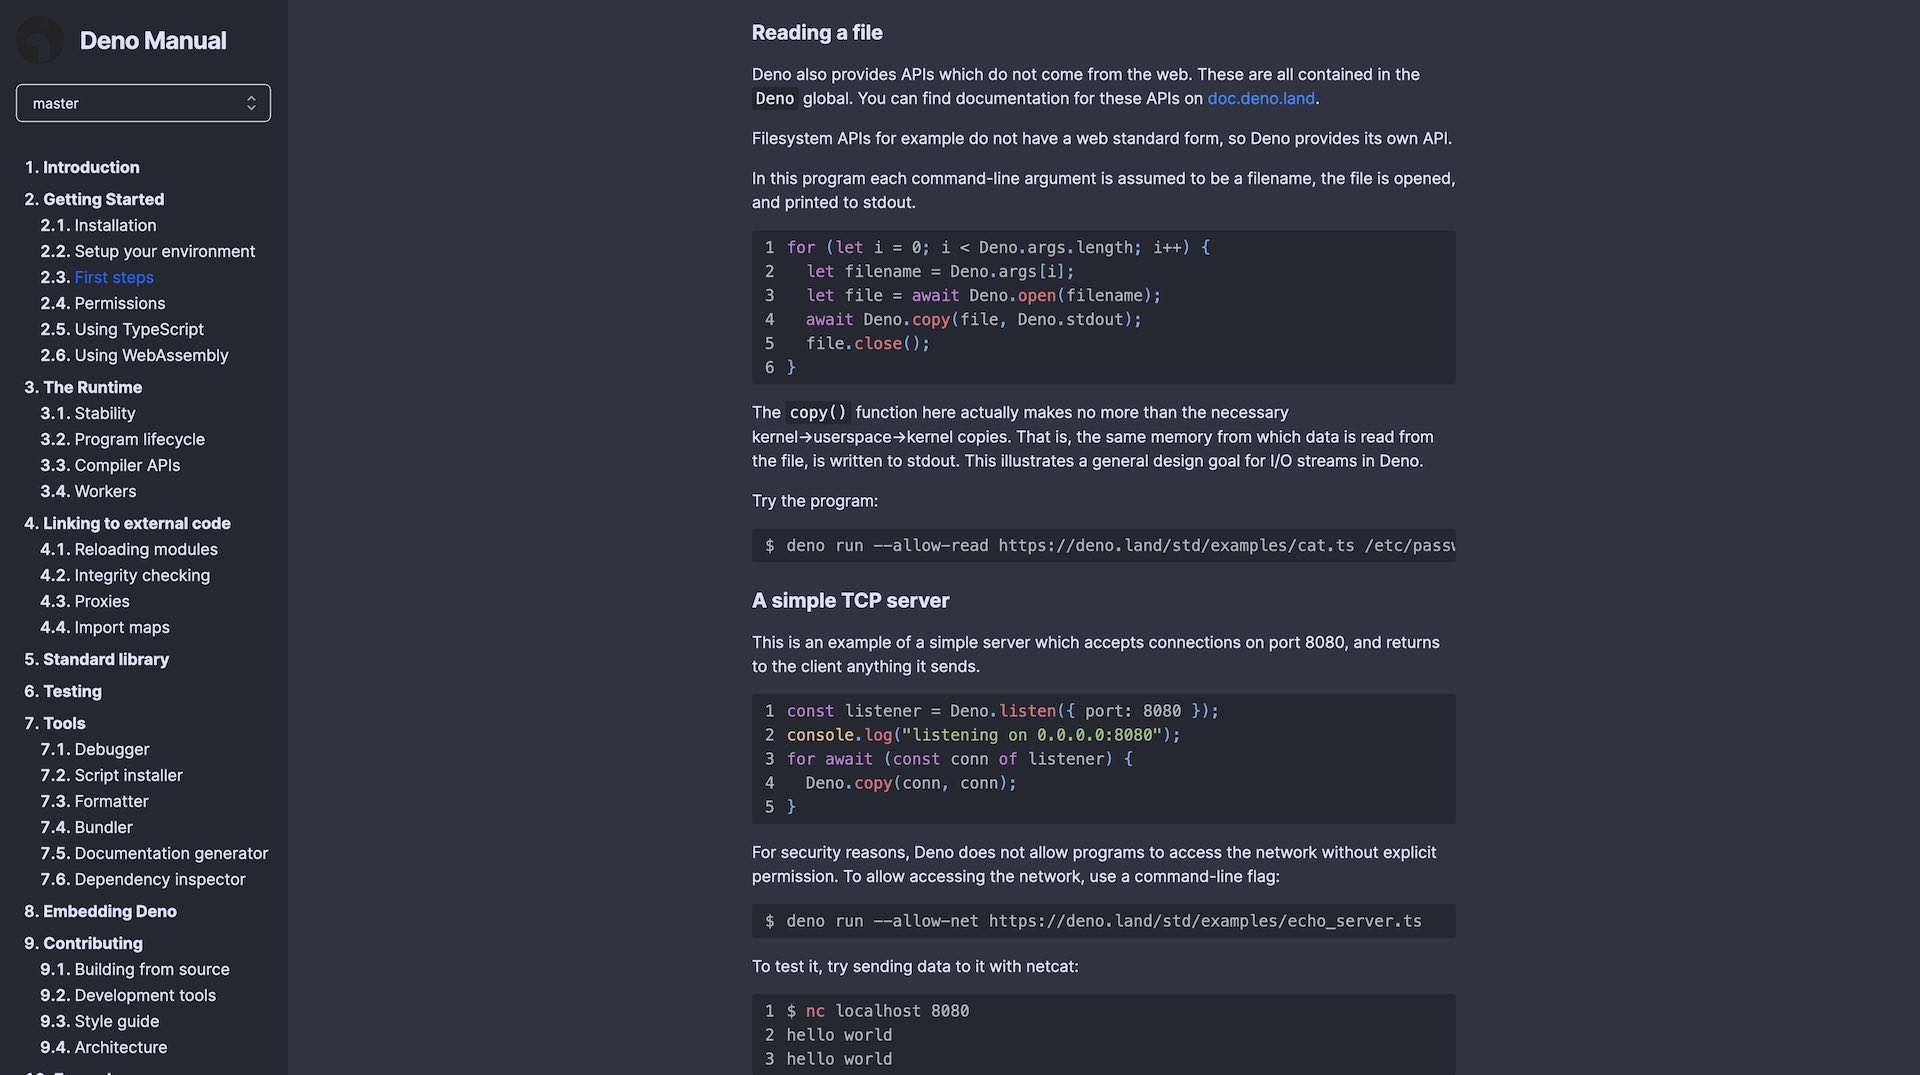 Deno Manual
master
1. Introduction
2. Getting Started
2.1. Installation
2.2. Setup your environment
2.3. First steps
2.4. Permissions
2.5. Using TypeScript
2.6. Using WebAssembly
3. The Runtime
3.1. Stability
3.2. Program lifecycle
3.3. Compiler APIs
3.4. Workers
4. Linking to external code
4.1. Reloading modules
4.2. Integrity checking
4.3. Proxies
4.4. Import maps
5. Standard library
6. Testing
7. Tools
7.1. Debugger
7.2. Script installer
7.3. Formatter
7.4. Bundler
7.5. Documentation generator
7.6. Dependency inspector
8. Embedding Deno
9. Contributing
9.1. Building from source
9.2. Development tools
9.3. Style guide
9.4. Architecture
Reading a file
Deno also provides APIs which do not come from the web. These are all contained in the
Deno global. You can find documentation for these APIs on doc.deno.land.
Filesystem APIs for example do not have a web standard form, so Deno provides its own API.
In this program each command-line argument is assumed to be a filename, the file is opened,
and printed to stdout.
1 for (let i = 0; i < Deno.args.length; i++) {
2   let filename = Deno.args[i];
3   let file = await Deno.open(filename);
4   await Deno.copy(file, Deno.stdout);
5   file.close();
6 }
The copy() function here actually makes no more than the necessary
kernel→userspace→kernel copies. That is, the same memory from which data is read from
the file, is written to stdout. This illustrates a general design goal for I/O streams in Deno.
Try the program:
$ deno run --allow-read https://deno.land/std/examples/cat.ts /etc/passw
A simple TCP server
This is an example of a simple server which accepts connections on port 8080, and returns
to the client anything it sends.
1 const listener = Deno.listen({ port: 8080 });
2 console.log("listening on 0.0.0.0:8080");
3 for await (const conn of listener) {
4   Deno.copy(conn, conn);
5 }
For security reasons, Deno does not allow programs to access the network without explicit
permission. To allow accessing the network, use a command-line flag:
$ deno run --allow-net https://deno.land/std/examples/echo_server.ts
To test it, try sending data to it with netcat:
1 $ nc localhost 8080
2 hello world
3 hello world